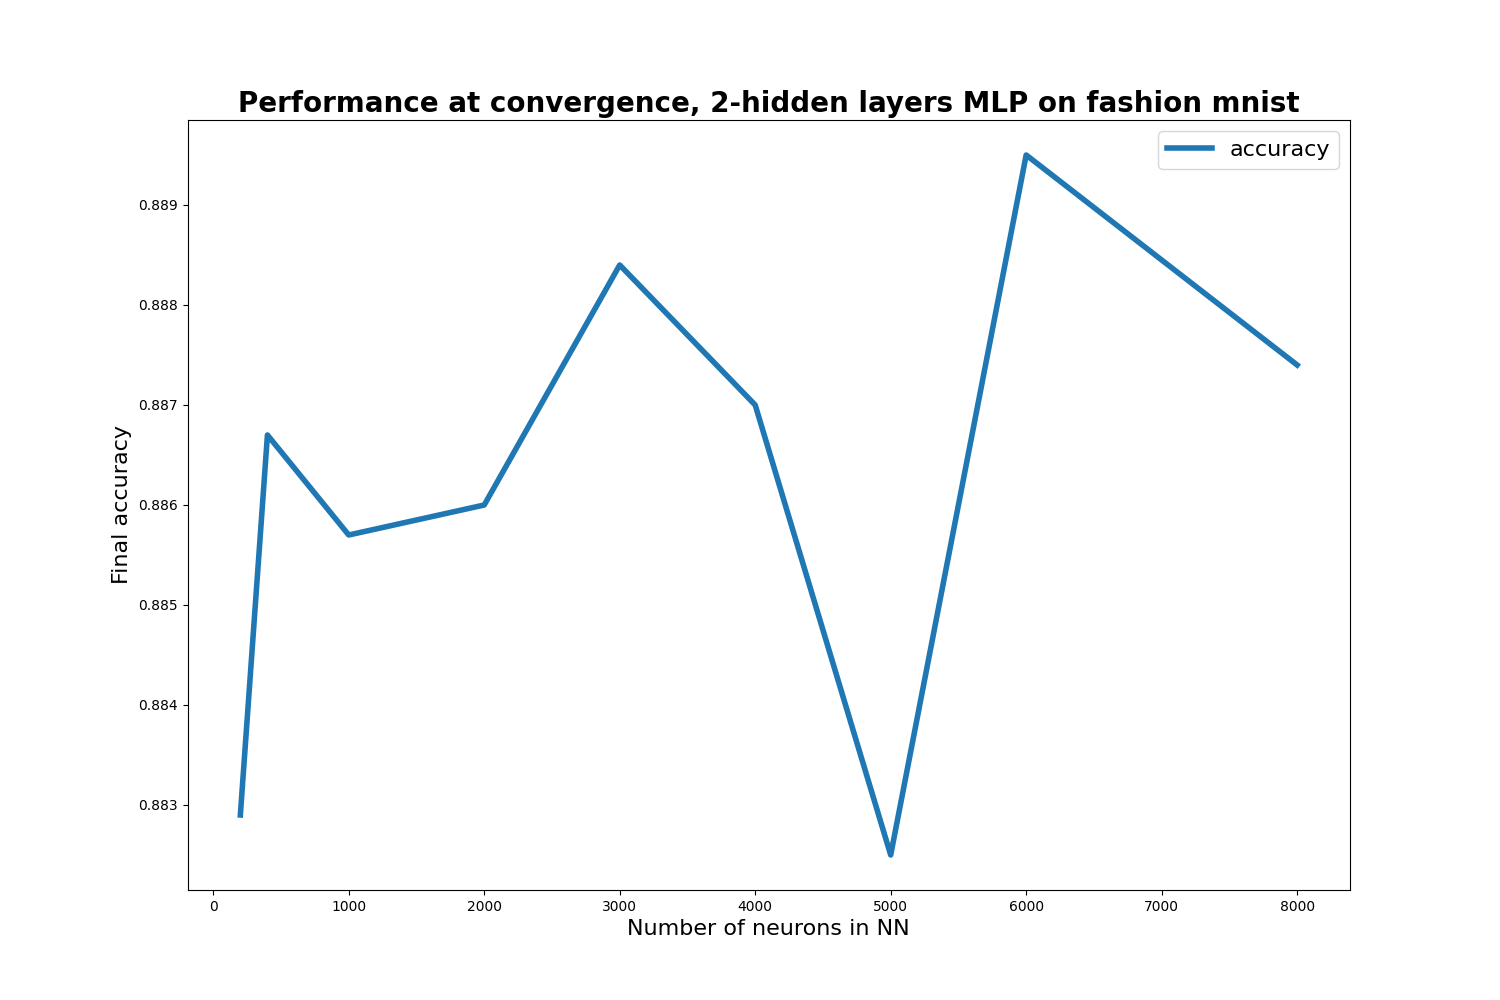 Performance at convergence, 2-hidden layers MLP on fashion mnist
accuracy
0.889
0.888
0.887
0.886
0.885
0.884
0.883
Final accuracy
0 1000 2000 3000 4000 5000 6000 7000 8000
Number of neurons in NN